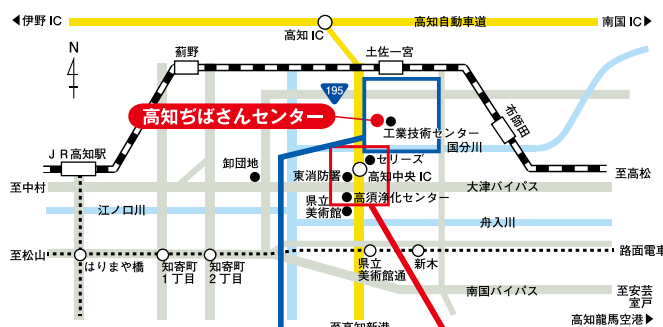 ◀伊野 IC
高知自動車道
南国 IC▶
高知 IC
N
薊野
土佐一宮
195
高知ぢばさんセンター
工業技術センター
布師田
国分川
JR高知駅
卸団地
セリーズ
東消防署
高知中央 IC
至高松
至中村
大津バイパス
高須浄化センター
江ノ口川
県立
美術館
舟入川
至松山
はりまや橋
知寄町
1丁目
知寄町
2丁目
県立
美術館通
新木
路面電車
南国バイパス
至安芸
室戸
至高知新港
高知龍馬空港▶